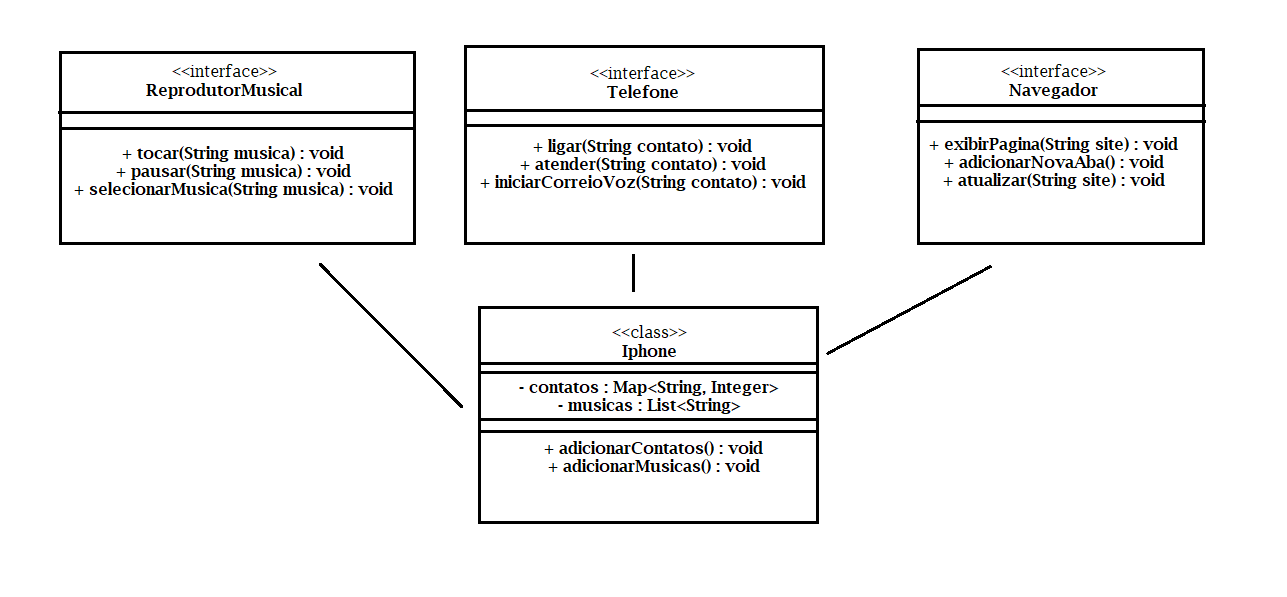 <<interface>>
ReprodutorMusical
+ tocar(String musica) : void
+ pausar(String musica) : void
+ selecionarMusica(String musica) : void
<<interface>>
Telefone
+ ligar(String contato) : void
+ atender(String contato) : void
+ iniciarCorreioVoz(String contato) : void
<<interface>>
Navegador
+ exibirPagina(String site) : void
+ adicionarNovaAba() : void
+ atualizar(String site) : void
<<class>>
Iphone
- contatos : Map<String, Integer>
- musicas : List<String>
+ adicionarContatos() : void
+ adicionarMusicas() : void